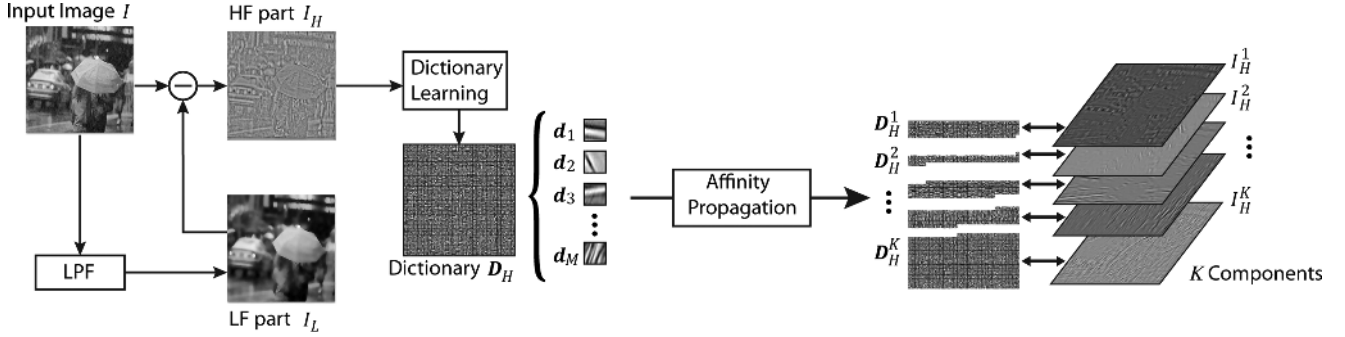 Input Image I
HF part I_H
−
Dictionary
Learning
LPF
LF part I_L
Dictionary D_H
d_1
d_2
d_3
⋮
d_M
Affinity
Propagation
D_H^1
D_H^2
⋮
D_H^K
I_H^1
I_H^2
⋮
I_H^K
K Components